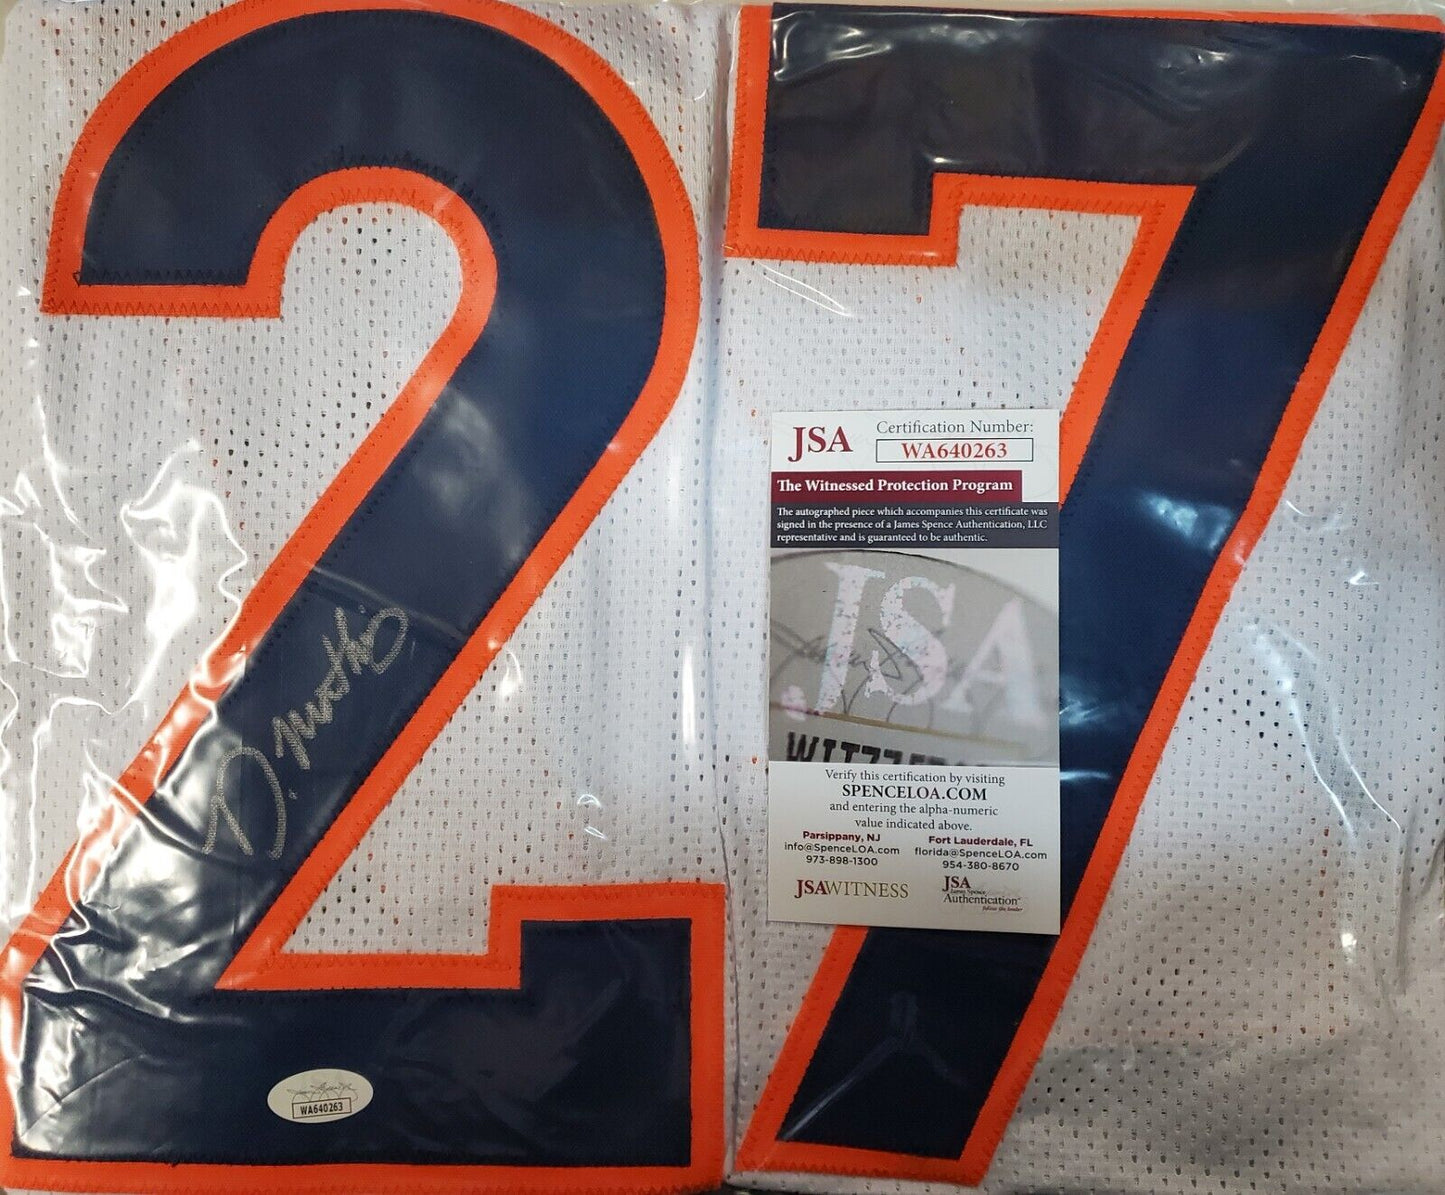 27
JSA
Certification Number:
WA640263
The Witnessed Protection Program
The autographed piece which accompanies this certificate was
signed in the presence of a James Spence Authentication, LLC
representative and is guaranteed to be authentic.
JSA
Verify this certification by visiting
SPENCELOA.COM
and entering the alpha-numeric
value indicated above.
Parsippany, NJ
info@SpenceLOA.com
973-898-1300
Fort Lauderdale, FL
florida@SpenceLOA.com
954-380-8670
JSAWITNESS
JSA
James Spence
Authentication
WA640263